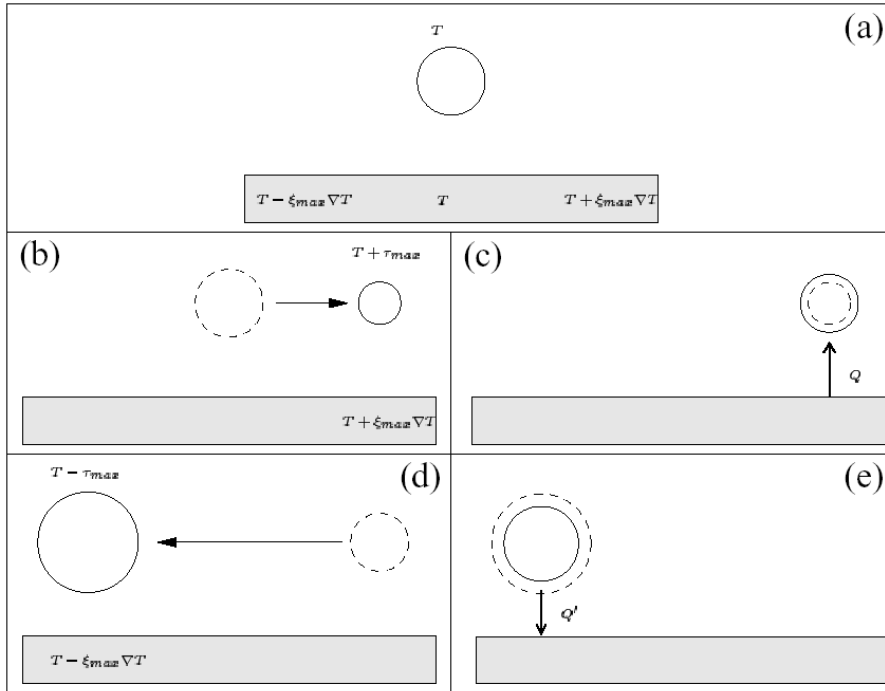 (a)
T
T − ξmax∇T T T + ξmax∇T
(b)
T + τmax
T + ξmax∇T
(c)
Q
(d)
T − τmax
T − ξmax∇T
(e)
Q′